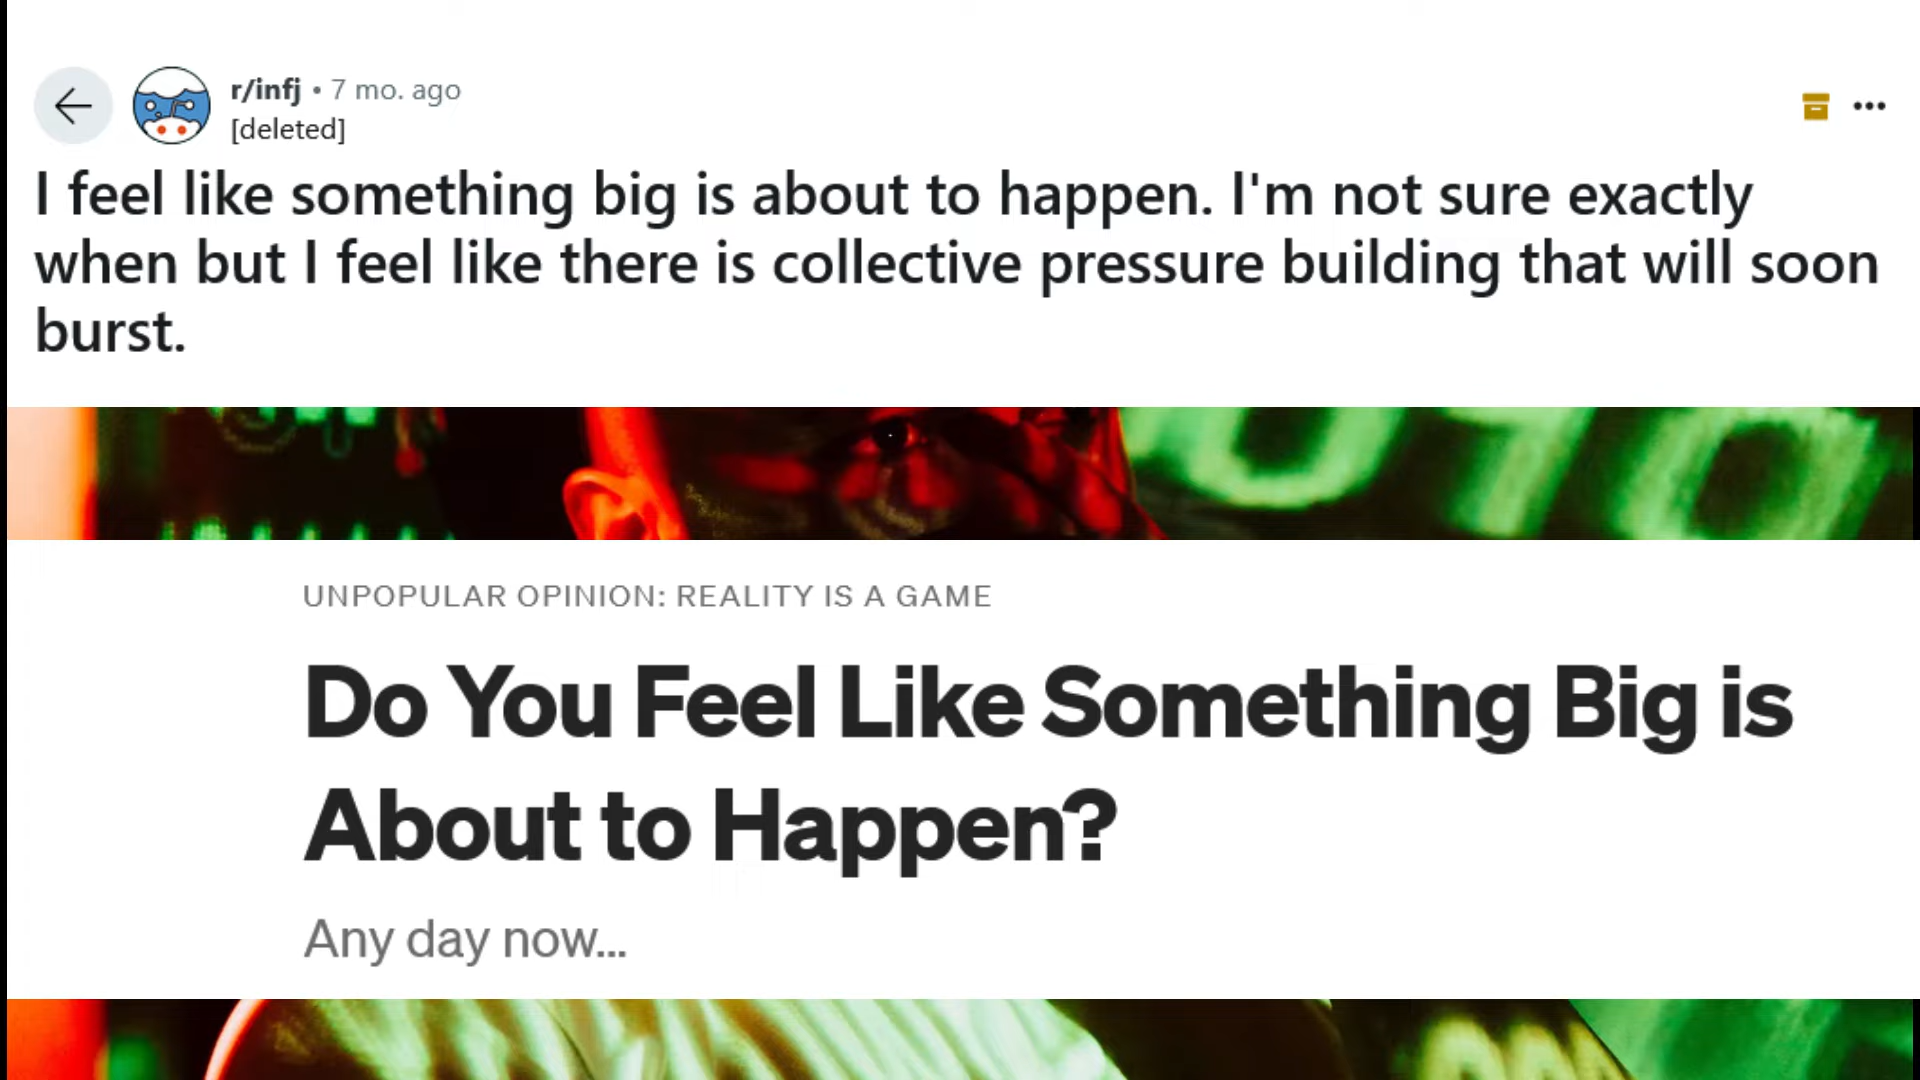 r/infj • 7 mo. ago
[deleted]
I feel like something big is about to happen. I'm not sure exactly
when but I feel like there is collective pressure building that will soon
burst.
UNPOPULAR OPINION: REALITY IS A GAME
Do You Feel Like Something Big is
About to Happen?
Any day now...